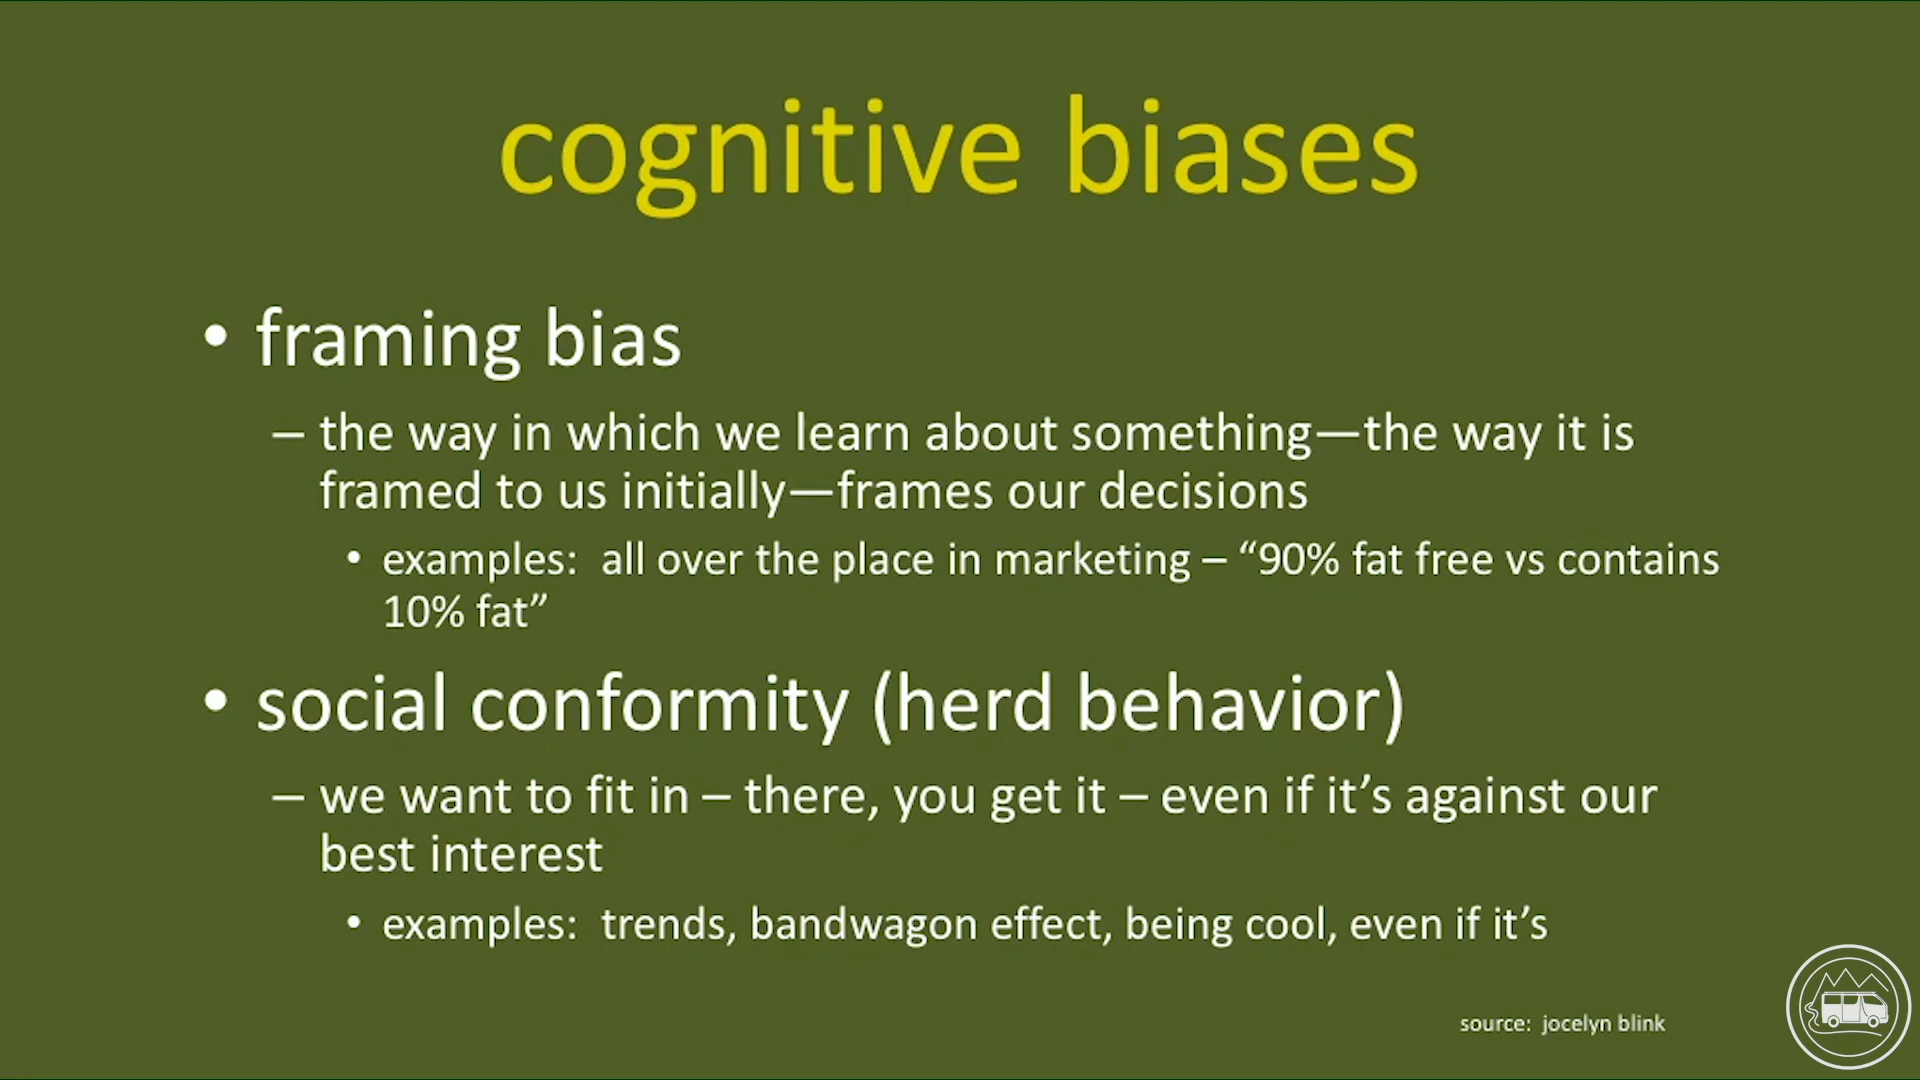 cognitive biases
• framing bias
– the way in which we learn about something—the way it is
framed to us initially—frames our decisions
• examples:  all over the place in marketing – “90% fat free vs contains
10% fat”
• social conformity (herd behavior)
– we want to fit in – there, you get it – even if it’s against our
best interest
• examples:  trends, bandwagon effect, being cool, even if it’s
source:  jocelyn blink